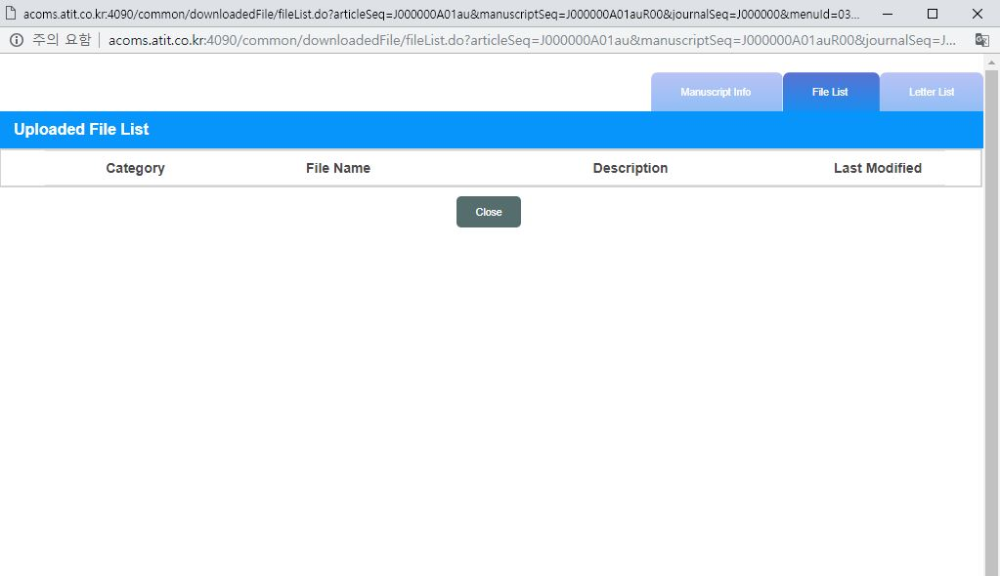 acoms.atit.co.kr:4090/common/downloadedFile/fileList.do?articleSeq=J000000A01au&manuscriptSeq=J000000A01auR00&journalSeq=J000000&menuId=03...
주의 요함 acoms.atit.co.kr:4090/common/downloadedFile/fileList.do?articleSeq=J000000A01au&manuscriptSeq=J000000A01auR00&journalSeq=J...
Manuscript Info File List Letter List
Uploaded File List
Category File Name Description Last Modified
Close